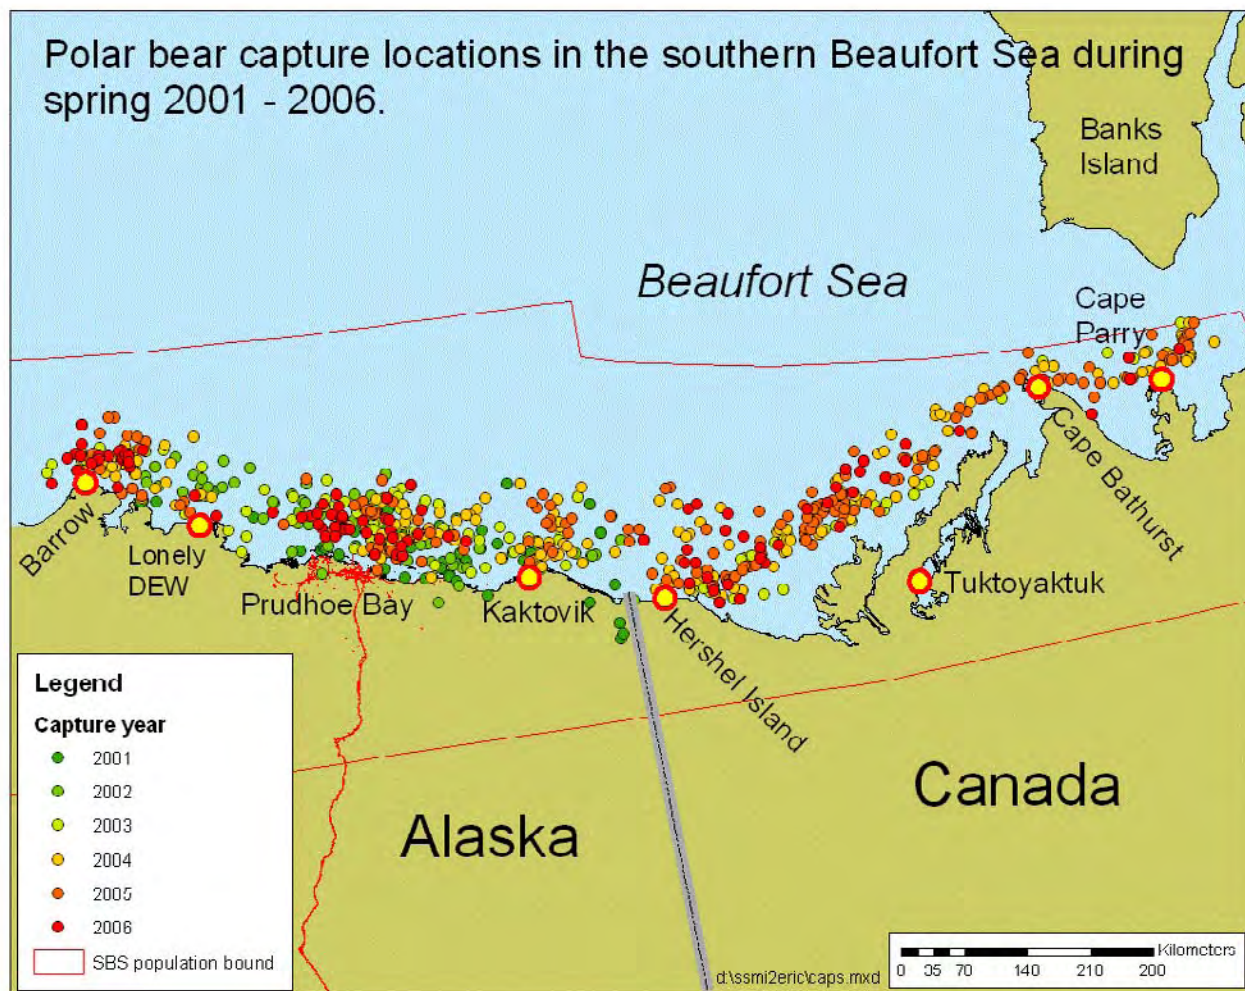 Polar bear capture locations in the southern Beaufort Sea during
spring 2001 - 2006.
Banks
Island
Beaufort Sea
Cape
Parry
Cape Bathurst
Barrow
Lonely
DEW
Prudhoe Bay
Kaktovik
Hershel Island
Tuktoyaktuk
Alaska
Canada
Legend
Capture year
2001
2002
2003
2004
2005
2006
SBS population bound
Kilometers
0 35 70 140 210 200
d:\ssmi2eric\caps.mxd